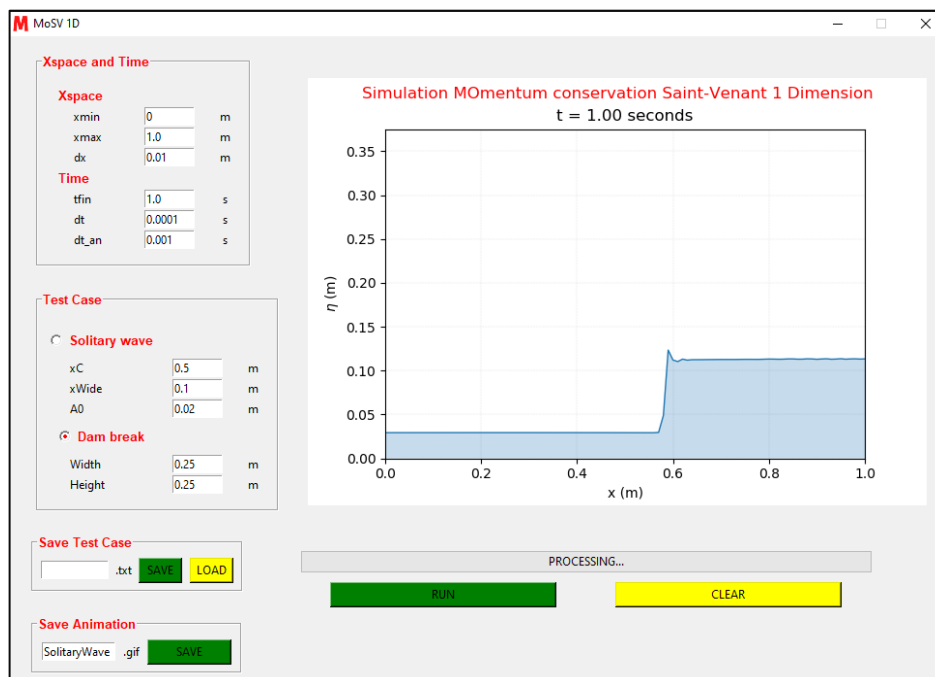 MoSV 1D
Xspace and Time
Xspace
xmin 0 m
xmax 1.0 m
dx 0.01 m
Time
tfin 1.0 s
dt 0.0001 s
dt_an 0.001 s
Test Case
Solitary wave
xC 0.5 m
xWide 0.1 m
A0 0.02 m
Dam break
Width 0.25 m
Height 0.25 m
Save Test Case
.txt SAVE LOAD
Save Animation
SolitaryWave .gif SAVE
Simulation MOmentum conservation Saint-Venant 1 Dimension
t = 1.00 seconds
0.35
0.30
0.25
0.20
0.15
0.10
0.05
0.00
η (m)
0.0 0.2 0.4 0.6 0.8 1.0
x (m)
PROCESSING...
RUN CLEAR